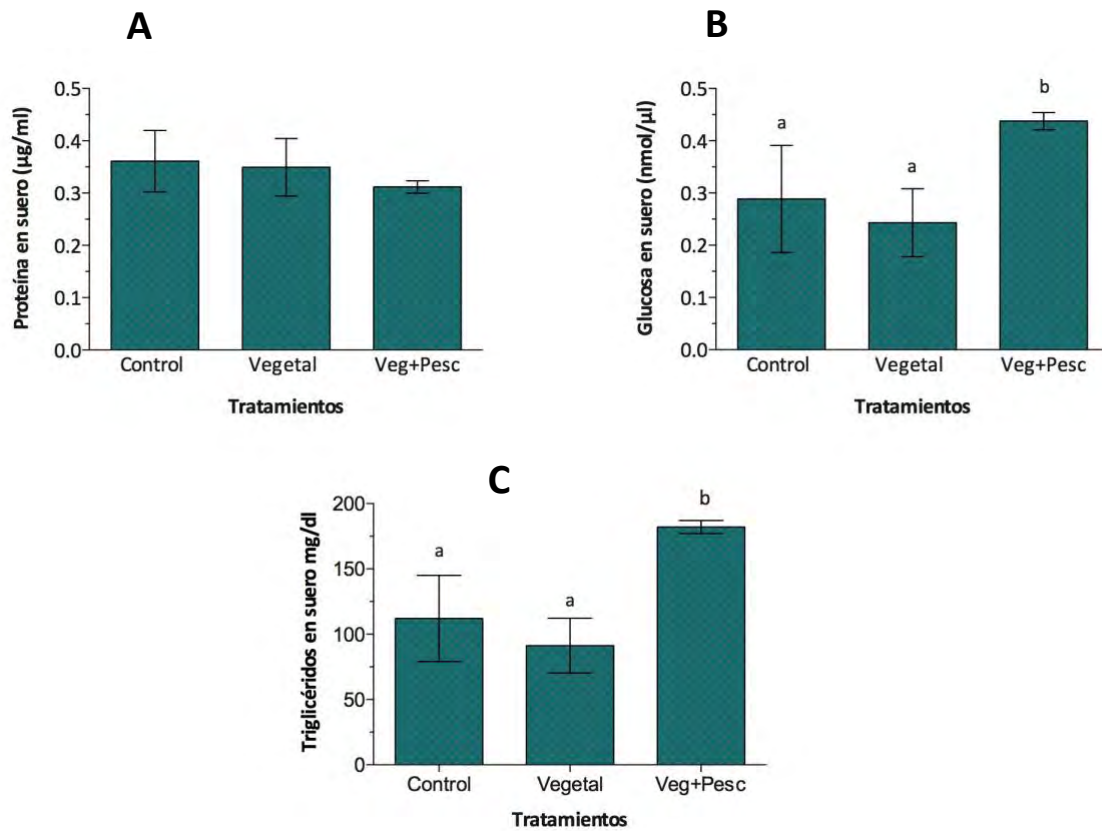 A
Proteína en suero (µg/ml)
0.5
0.4
0.3
0.2
0.1
0.0
Control Vegetal Veg+Pesc
Tratamientos
B
Glucosa en suero (nmol/µl)
0.5
0.4
0.3
0.2
0.1
0.0
a
a
b
Control Vegetal Veg+Pesc
Tratamientos
C
Triglicéridos en suero mg/dl
200
150
100
50
0
a
a
b
Control Vegetal Veg+Pesc
Tratamientos